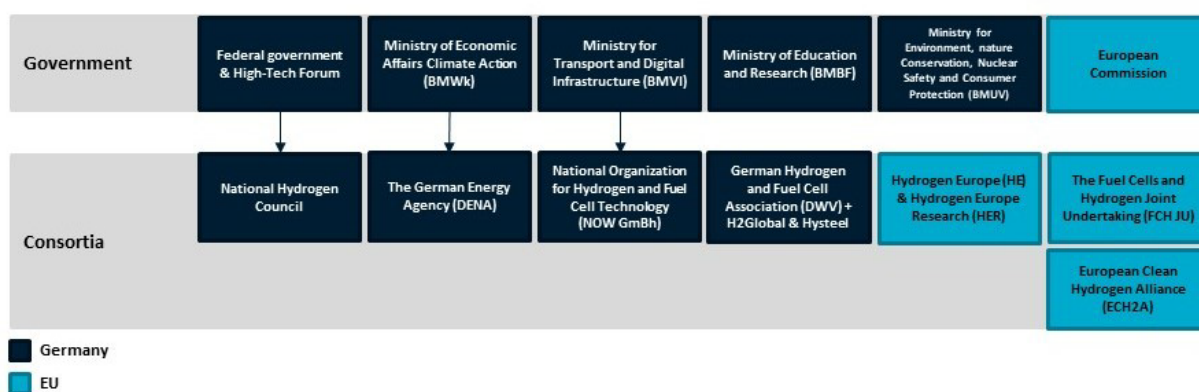 Government
Federal government
& High-Tech Forum
Ministry of Economic
Affairs Climate Action
(BMWk)
Ministry for
Transport and Digital
Infrastructure (BMVI)
Ministry of Education
and Research (BMBF)
Ministry for
Environment, nature
Conservation, Nuclear
Safety and Consumer
Protection (BMUV)
European
Commission
Consortia
National Hydrogen
Council
The German Energy
Agency (DENA)
National Organization
for Hydrogen and Fuel
Cell Technology
(NOW GmBh)
German Hydrogen
and Fuel Cell
Association (DWV) +
H2Global & Hysteel
Hydrogen Europe (HE)
& Hydrogen Europe
Research (HER)
The Fuel Cells and
Hydrogen Joint
Undertaking (FCH JU)
European Clean
Hydrogen Alliance
(ECH2A)
Germany
EU